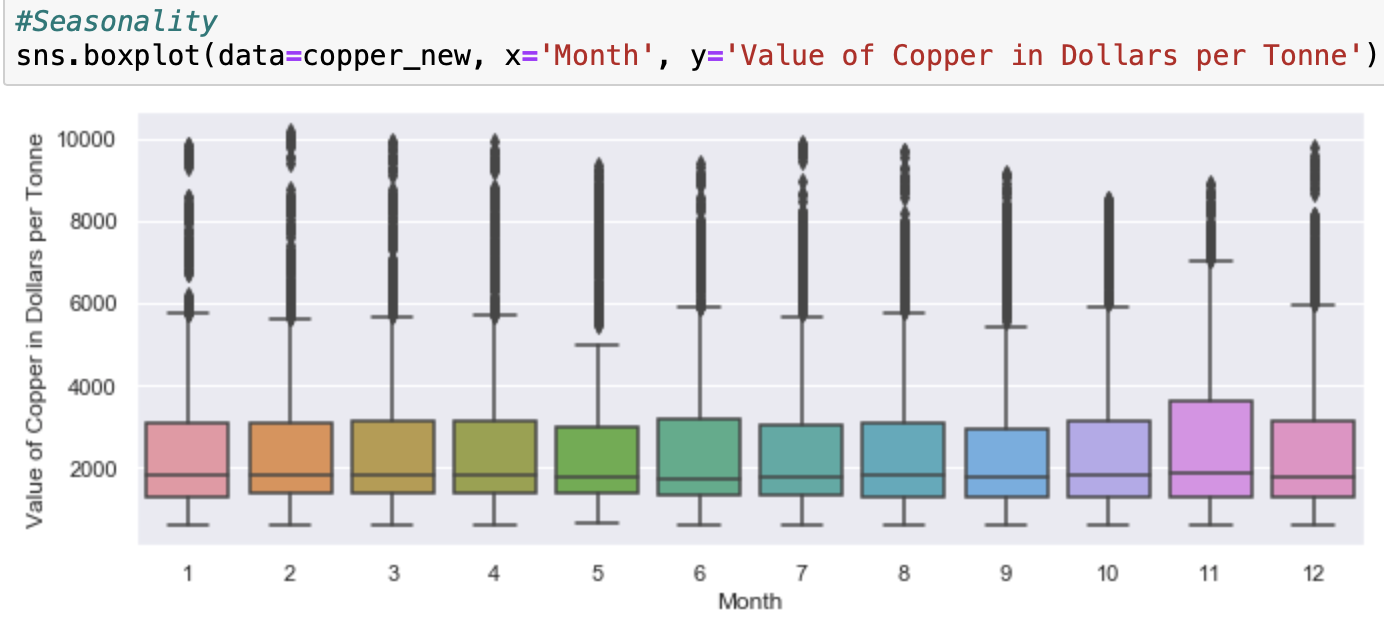 #Seasonality
sns.boxplot(data=copper_new, x='Month', y='Value of Copper in Dollars per Tonne')
Value of Copper in Dollars per Tonne
10000
8000
6000
4000
2000
1 2 3 4 5 6 7 8 9 10 11 12
Month